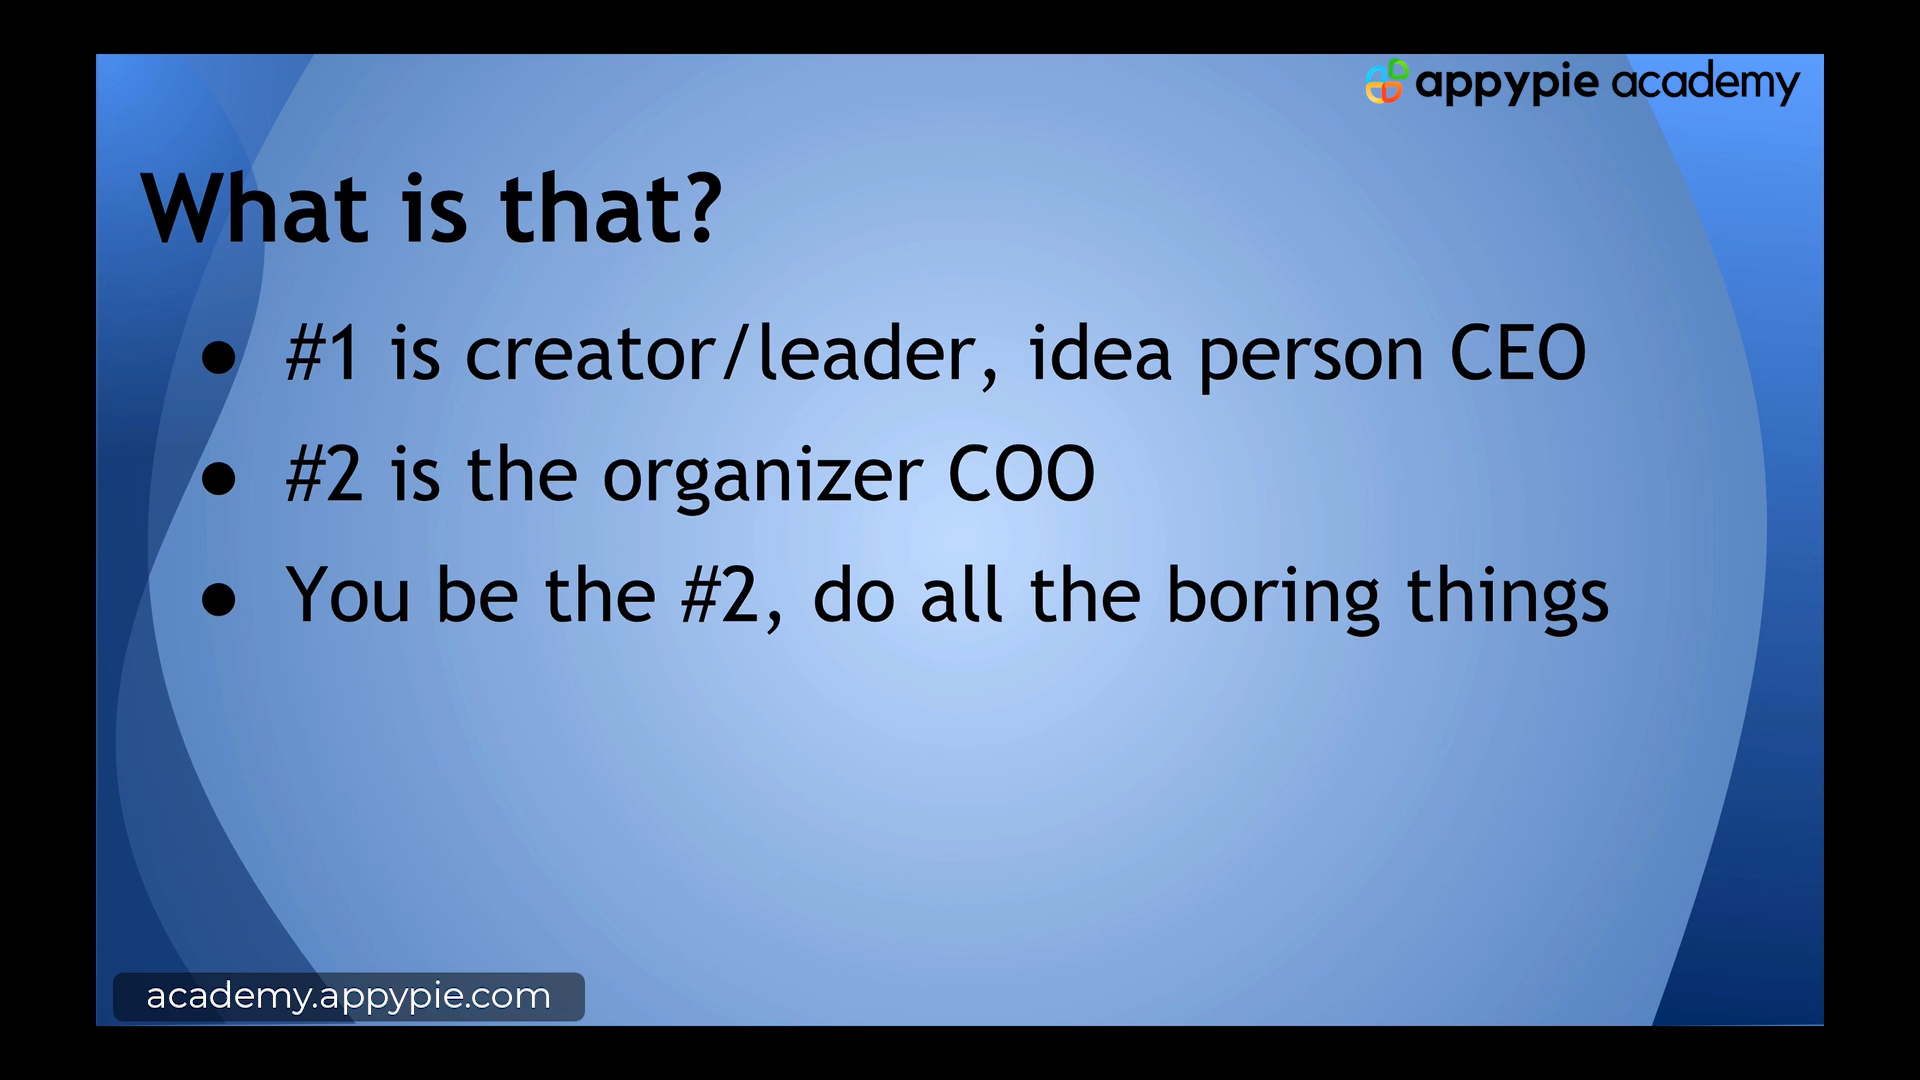 appypie academy
What is that?
● #1 is creator/leader, idea person CEO
● #2 is the organizer COO
● You be the #2, do all the boring things
academy.appypie.com